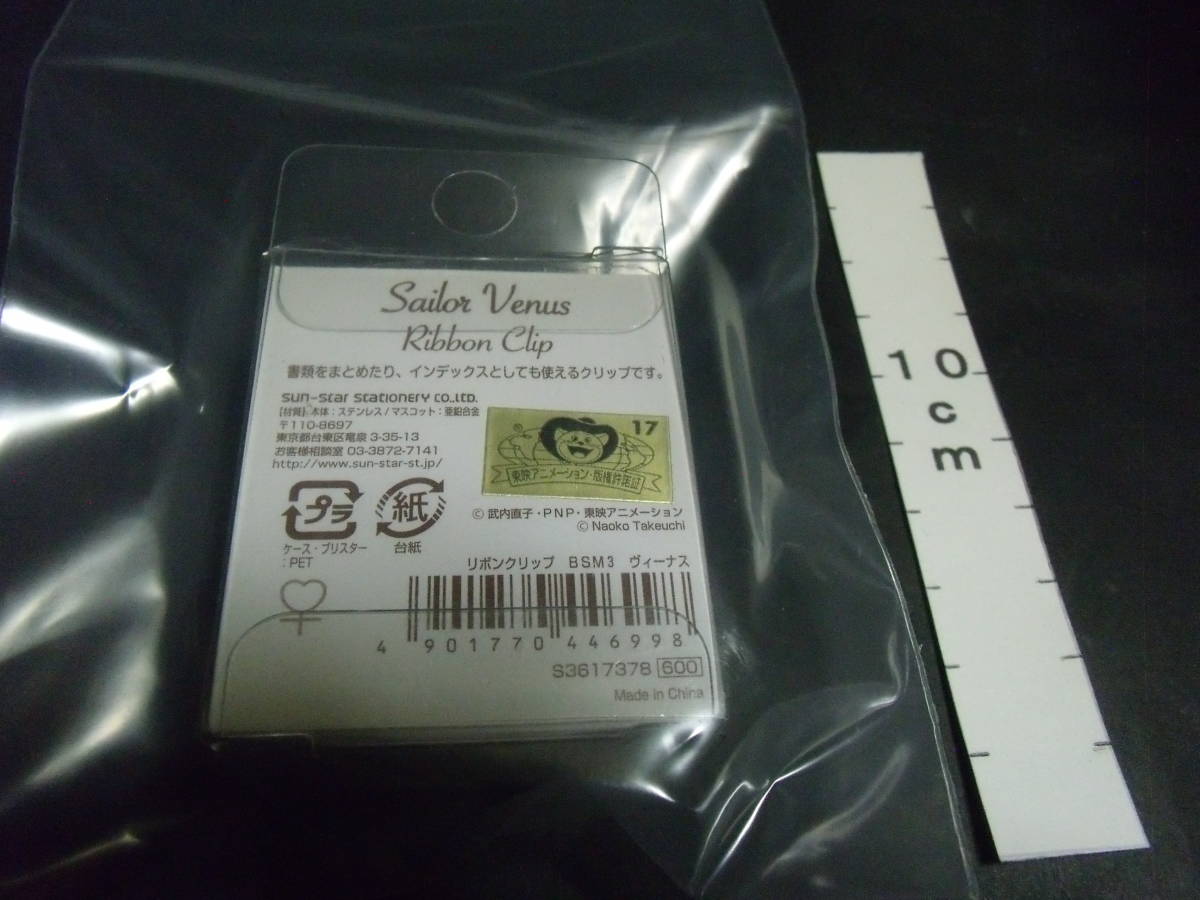 Sailor Venus
Ribbon Clip
書類をまとめたり、インデックスとしても使えるクリップです。
sun-star stationery co.,ltd.
【材質】本体:ステンレス/マスコット:亜鉛合金
〒110-8697
東京都台東区竜泉 3-35-13
お客様相談室 03-3872-7141
http://www.sun-star-st.jp/
® 17
東映アニメーション・版権許諾証
プラ
紙
ケース・ブリスター
:PET
台紙
© 武内直子・PNP・東映アニメーション
© Naoko Takeuchi
リボンクリップ BSM3 ヴィーナス
4 901770 446998
S3617378 600
Made in China
10
cm